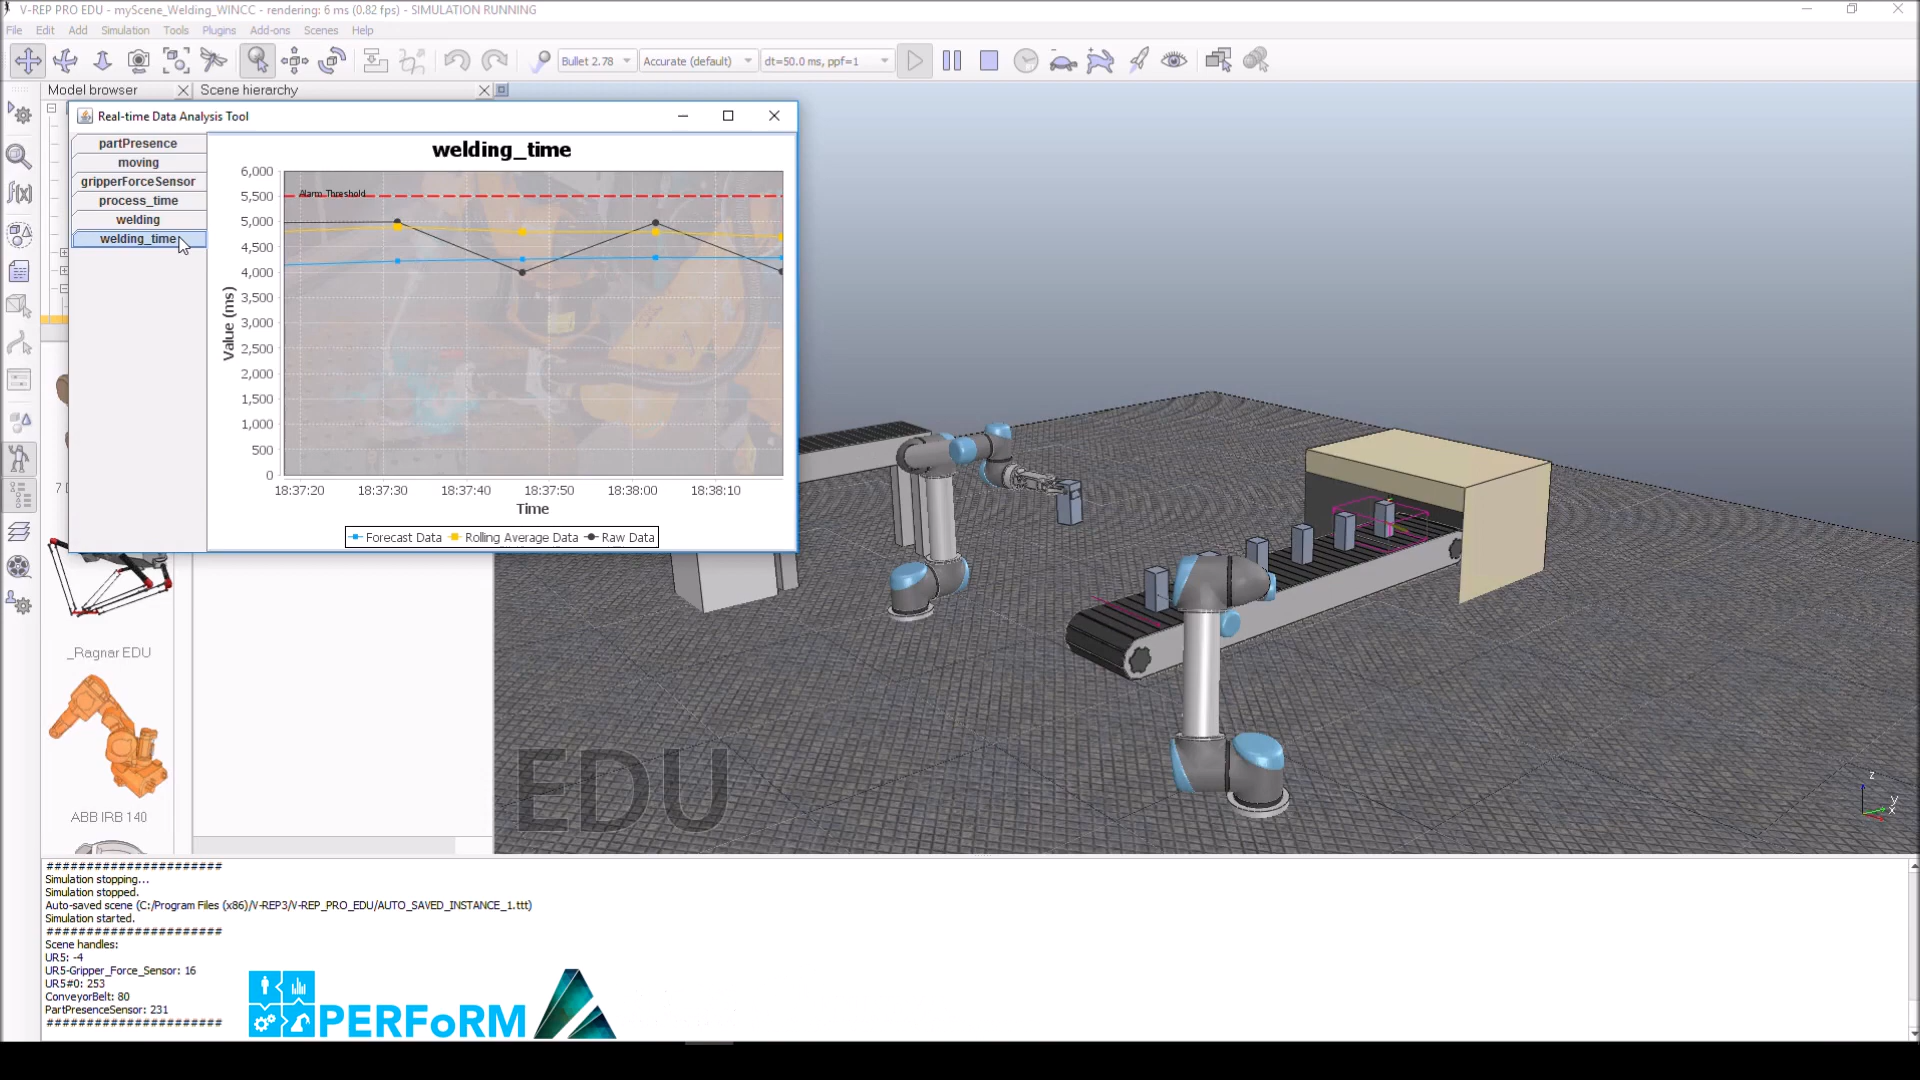 V-REP PRO EDU - myScene_Welding_WINCC - rendering: 6 ms (0.82 fps) - SIMULATION RUNNING
File Edit Add Simulation Tools Plugins Add-ons Scenes Help
Bullet 2.78 Accurate (default) dt=50.0 ms, ppf=1
Model browser Scene hierarchy
Real-time Data Analysis Tool
partPresence
moving
gripperForceSensor
process_time
welding
welding_time
welding_time
6,000
5,500
5,000
4,500
4,000
3,500
3,000
2,500
2,000
1,500
1,000
500
0
Value (ms)
Alarm Threshold
18:37:20 18:37:30 18:37:40 18:37:50 18:38:00 18:38:10
Time
Forecast Data Rolling Average Data Raw Data
f(x)
_Ragnar EDU
ABB IRB 140
EDU
z
y
x
######################
Simulation stopping...
Simulation stopped.
Auto-saved scene (C:/Program Files (x86)/V-REP3/V-REP_PRO_EDU/AUTO_SAVED_INSTANCE_1.ttt)
Simulation started.
######################
Scene handles:
UR5: -4
UR5-Gripper_Force_Sensor: 16
UR5#0: 253
ConveyorBelt: 80
PartPresenceSensor: 231
######################
PERFoRM